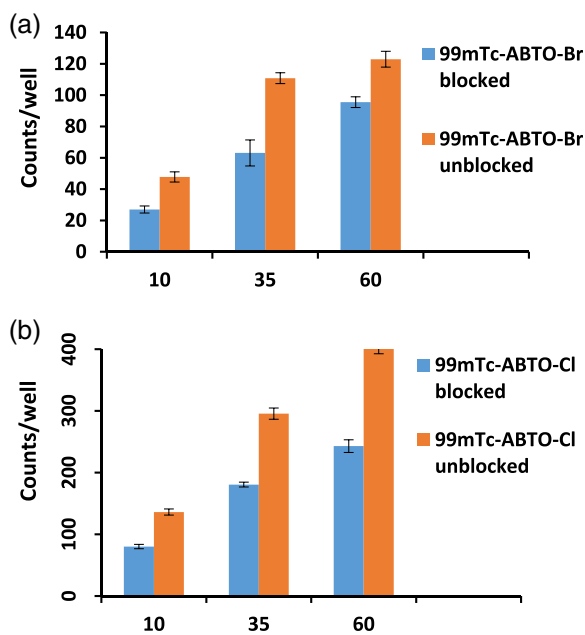 (a)
140
120
100
80
60
40
20
0
Counts/well
10 35 60
99mTc-ABTO-Br
blocked
99mTc-ABTO-Br
unblocked
(b)
400
300
200
100
0
Counts/well
10 35 60
99mTc-ABTO-Cl
blocked
99mTc-ABTO-Cl
unblocked